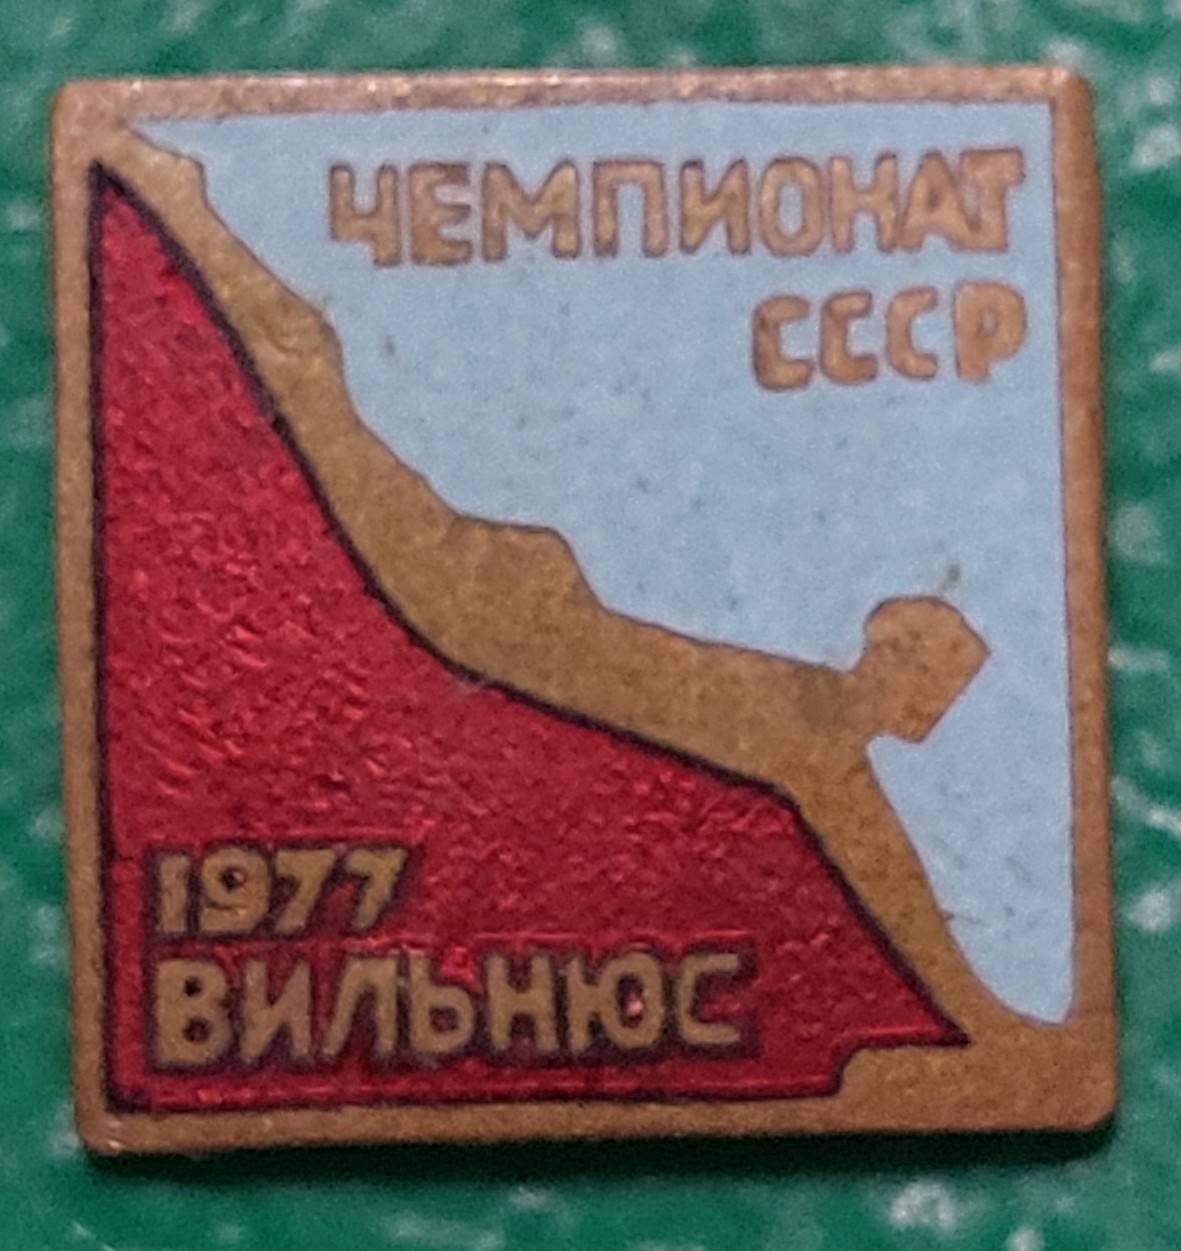 ЧЕМПИОНАТ
СССР
1977
ВИЛЬНЮС